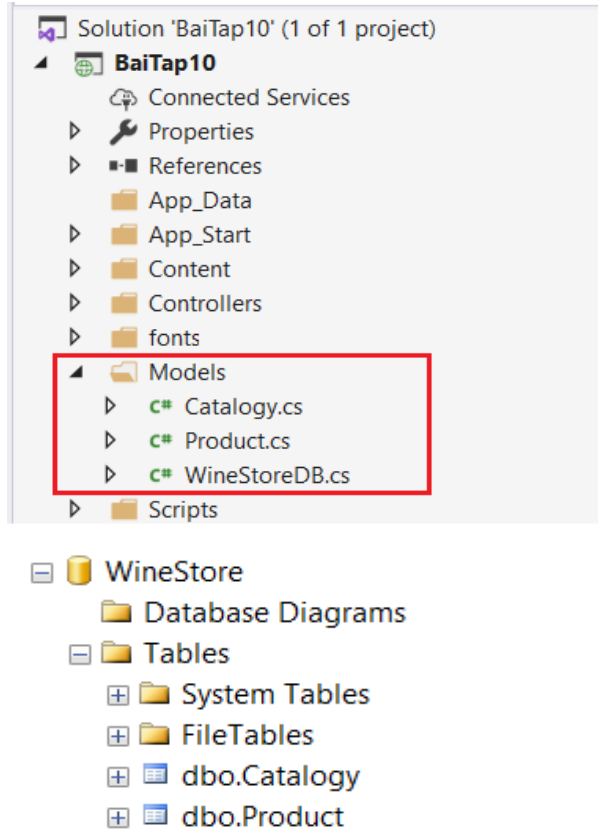 Solution 'BaiTap10' (1 of 1 project)
BaiTap10
Connected Services
Properties
References
App_Data
App_Start
Content
Controllers
fonts
Models
C# Catalogy.cs
C# Product.cs
C# WineStoreDB.cs
Scripts
WineStore
Database Diagrams
Tables
System Tables
FileTables
dbo.Catalogy
dbo.Product